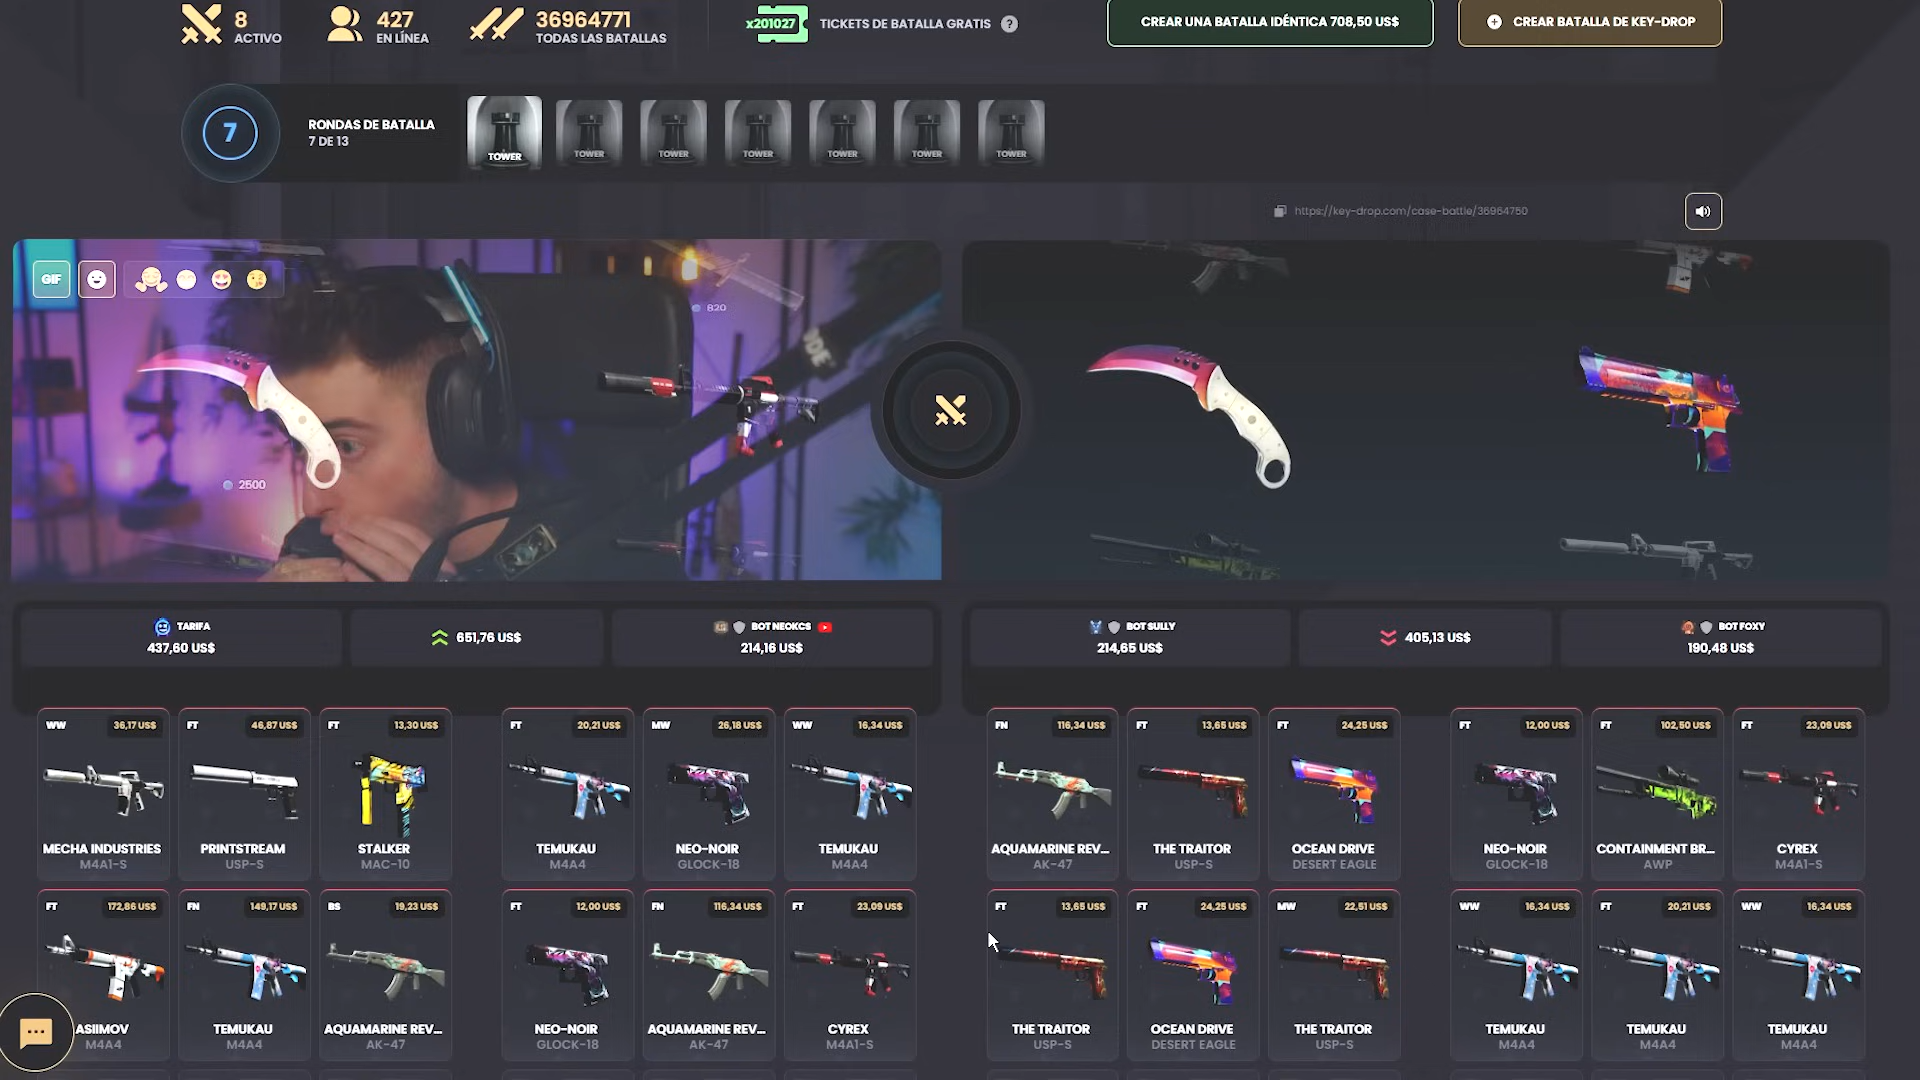 8
ACTIVO
427
EN LÍNEA
36964771
TODAS LAS BATALLAS
x201027
TICKETS DE BATALLA GRATIS
?
CREAR UNA BATALLA IDÉNTICA 708,50 US$
CREAR BATALLA DE KEY-DROP
7
RONDAS DE BATALLA
7 DE 13
TOWER
TOWER
TOWER
TOWER
TOWER
TOWER
TOWER
https://key-drop.com/case-battle/36964750
GIF
820
2500
TARIFA
437,60 US$
651,76 US$
BOT NEOKCS
214,16 US$
BOT SULLY
214,65 US$
405,13 US$
BOT FOXY
190,48 US$
WW 36,17 US$
MECHA INDUSTRIES
M4A1-S
FT 46,87 US$
PRINTSTREAM
USP-S
FT 13,30 US$
STALKER
MAC-10
FT 20,21 US$
TEMUKAU
M4A4
MW 26,18 US$
NEO-NOIR
GLOCK-18
WW 16,34 US$
TEMUKAU
M4A4
FN 116,34 US$
AQUAMARINE REV...
AK-47
FT 13,65 US$
THE TRAITOR
USP-S
FT 24,25 US$
OCEAN DRIVE
DESERT EAGLE
FT 12,00 US$
NEO-NOIR
GLOCK-18
FT 102,50 US$
CONTAINMENT BR...
AWP
FT 23,09 US$
CYREX
M4A1-S
FT 172,86 US$
ASIIMOV
M4A4
FN 149,17 US$
TEMUKAU
M4A4
BS 19,23 US$
AQUAMARINE REV...
AK-47
FT 12,00 US$
NEO-NOIR
GLOCK-18
FN 116,34 US$
AQUAMARINE REV...
AK-47
FT 23,09 US$
CYREX
M4A1-S
FT 13,65 US$
THE TRAITOR
USP-S
FT 24,25 US$
OCEAN DRIVE
DESERT EAGLE
MW 22,51 US$
THE TRAITOR
USP-S
WW 16,34 US$
TEMUKAU
M4A4
FT 20,21 US$
TEMUKAU
M4A4
WW 16,34 US$
TEMUKAU
M4A4